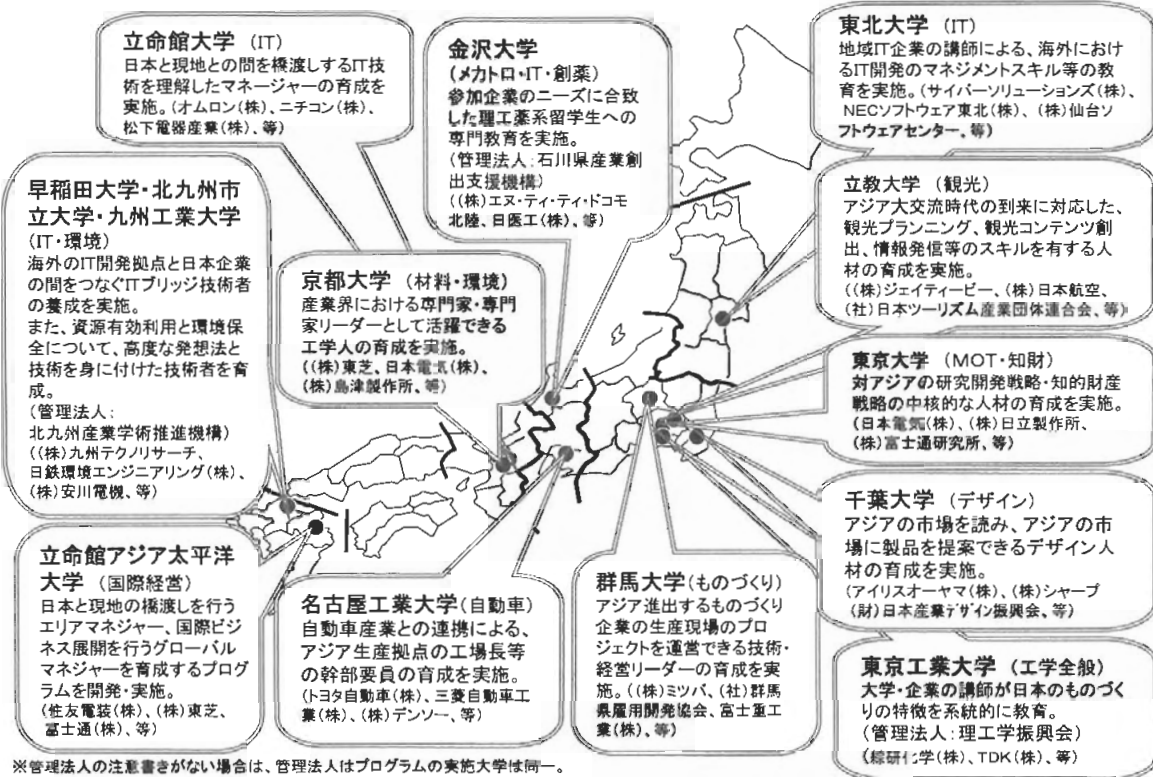 立命館大学 (IT)
日本と現地との間を橋渡しするIT技
術を理解したマネージャーの育成を
実施。(オムロン(株)、ニチコン(株)、
松下電器産業(株)、等)
金沢大学
(メカトロ・IT・創薬)
参加企業のニーズに合致
した理工薬系留学生への
専門教育を実施。
(管理法人:石川県産業創
出支援機構)
((株)エヌ・ティ・ティ・ドコモ
北陸、日医工(株)、等)
東北大学 (IT)
地域IT企業の講師による、海外におけ
るIT開発のマネジメントスキル等の教
育を実施。(サイバーソリューションズ(株)、
NECソフトウェア東北(株)、(株)仙台ソ
フトウェアセンター、等)
早稲田大学・北九州市
立大学・九州工業大学
(IT・環境)
海外のIT開発拠点と日本企業
の間をつなぐITブリッジ技術者
の養成を実施。
また、資源有効利用と環境保
全について、高度な発想法と
技術を身に付けた技術者を育
成。
(管理法人:
北九州産業学術推進機構)
((株)九州テクノリサーチ、
日鉄環境エンジニアリング(株)、
(株)安川電機、等)
京都大学 (材料・環境)
産業界における専門家・専門
家リーダーとして活躍できる
工学人の育成を実施。
((株)東芝、日本電気(株)、
(株)島津製作所、等)
立教大学 (観光)
アジア大交流時代の到来に対応した、
観光プランニング、観光コンテンツ創
出、情報発信等のスキルを有する人
材の育成を実施。
((株)ジェイティービー、(株)日本航空、
(社)日本ツーリズム産業団体連合会、等)
東京大学 (MOT・知財)
対アジアの研究開発戦略・知的財産
戦略の中核的な人材の育成を実施。
(日本電気(株)、(株)日立製作所、
(株)富士通研究所、等)
千葉大学 (デザイン)
アジアの市場を読み、アジアの市
場に製品を提案できるデザイン人
材の育成を実施。
(アイリスオーヤマ(株)、(株)シャープ
(財)日本産業デザイン振興会、等)
立命館アジア太平洋
大学 (国際経営)
日本と現地の橋渡しを行う
エリアマネジャー、国際ビジ
ネス展開を行うグローバル
マネジャーを育成するプログ
ラムを開発・実施。
(住友電装(株)、(株)東芝、
富士通(株)、等)
名古屋工業大学(自動車)
自動車産業との連携による、
アジア生産拠点の工場長等
の幹部要員の育成を実施。
(トヨタ自動車(株)、三菱自動車工
業(株)、(株)デンソー、等)
群馬大学(ものづくり)
アジア進出するものづくり
企業の生産現場のプロ
ジェクトを運営できる技術・
経営リーダーの育成を実
施。((株)ミツバ、(社)群馬
県雇用開発協会、富士重工
業(株)、等)
東京工業大学 (工学全般)
大学・企業の講師が日本のものづく
りの特徴を系統的に教育。
(管理法人:理工学振興会)
(綜研化学(株)、TDK(株)、等)
※管理法人の注意書きがない場合は、管理法人はプログラムの実施大学は同一。